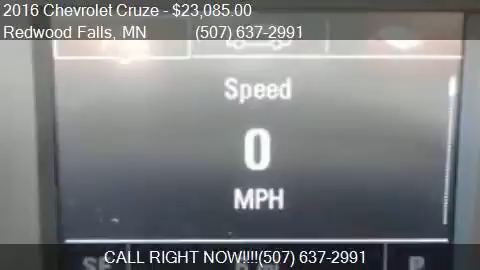 2016 Chevrolet Cruze - $23,085.00
Redwood Falls, MN (507) 637-2991
Speed
0
MPH
CALL RIGHT NOW!!!!(507) 637-2991
SE
P